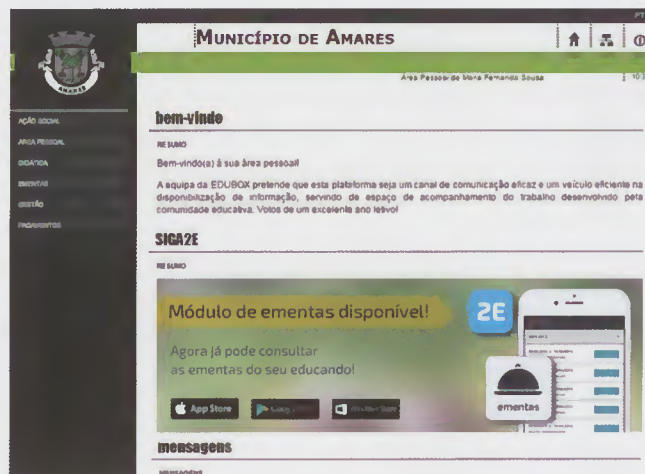 PT
MUNICÍPIO DE AMARES
AMARES
Área Pessoal de Maria Fernanda Sousa
AÇÃO SOCIAL
ÁREA PESSOAL
DIDÁTICA
EMENTAS
GESTÃO
PAGAMENTOS
bem-vindo
RESUMO
Bem-vindo(a) à sua área pessoal!
A equipa da EDUBOX pretende que esta plataforma seja um canal de comunicação eficaz e um veículo eficiente na
disponibilização de informação, servindo de espaço de acompanhamento do trabalho desenvolvido pela
comunidade educativa. Votos de um excelente ano letivo!
SIGA2E
RESUMO
Módulo de ementas disponível!
2E
Agora já pode consultar
as ementas do seu educando!
App Store
ementas
mensagens
MENSAGENS